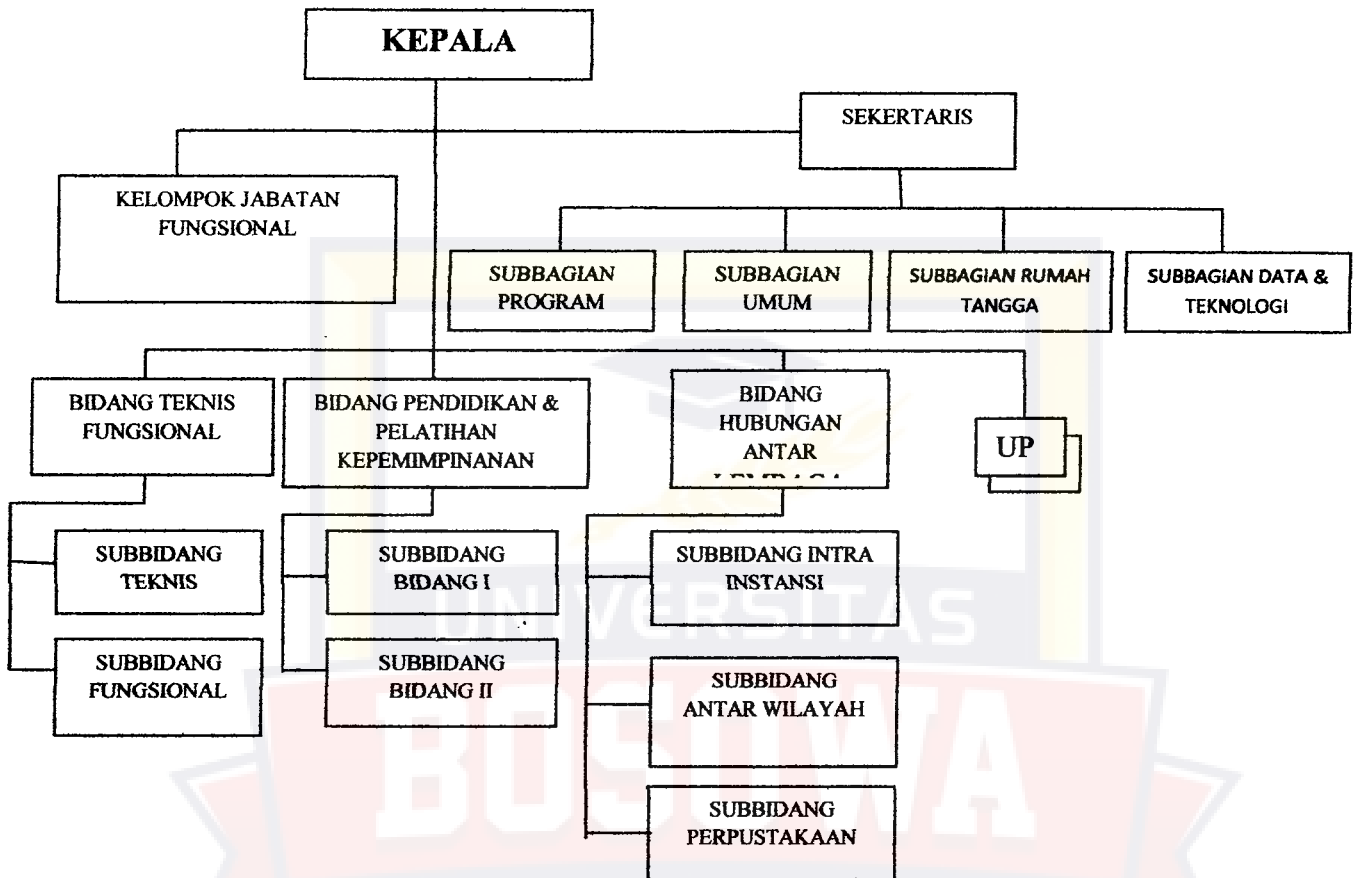 KEPALA
SEKERTARIS
KELOMPOK JABATAN
FUNGSIONAL
SUBBAGIAN
PROGRAM
SUBBAGIAN
UMUM
SUBBAGIAN RUMAH
TANGGA
SUBBAGIAN DATA &
TEKNOLOGI
BIDANG TEKNIS
FUNGSIONAL
BIDANG PENDIDIKAN &
PELATIHAN
KEPEMIMPINANAN
BIDANG
HUBUNGAN
ANTAR
UP
SUBBIDANG
TEKNIS
SUBBIDANG
FUNGSIONAL
SUBBIDANG
BIDANG I
SUBBIDANG
BIDANG II
SUBBIDANG INTRA
INSTANSI
SUBBIDANG
ANTAR WILAYAH
SUBBIDANG
PERPUSTAKAAN
UNIVERSITAS
BOSOWA